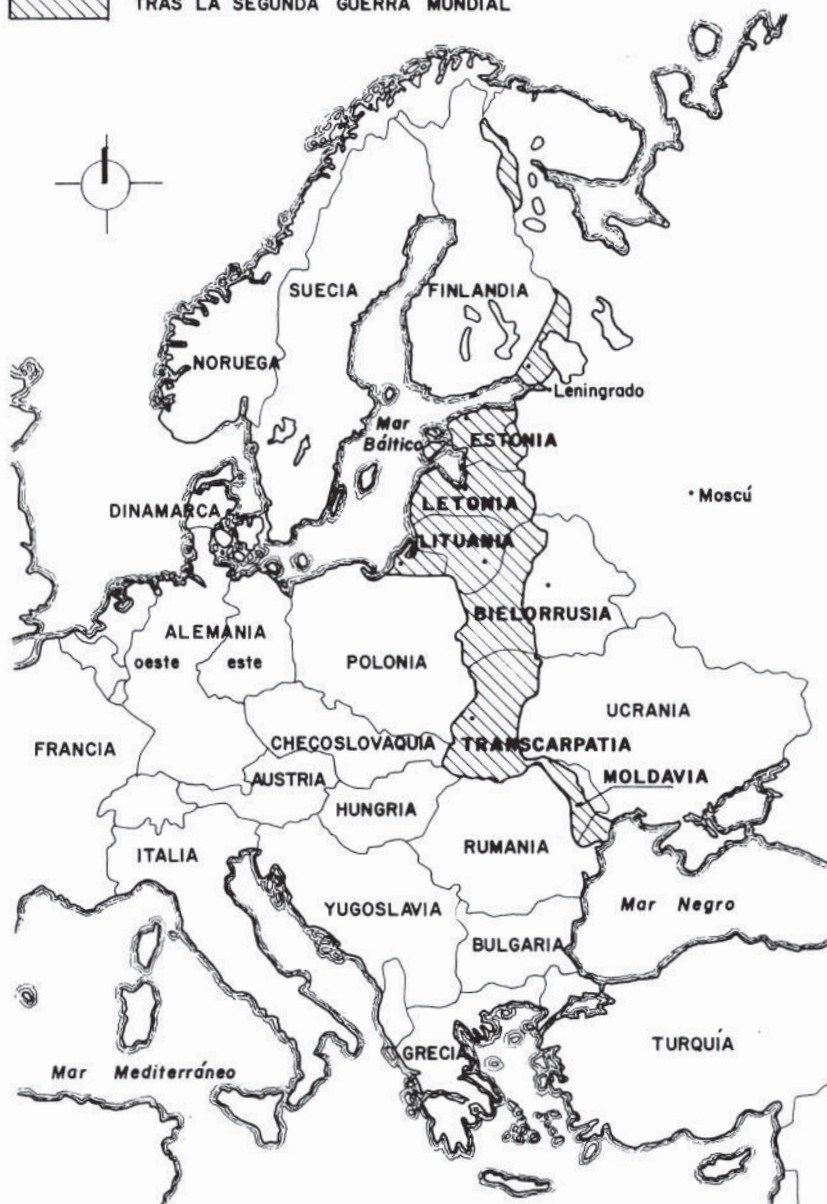 TRAS LA SEGUNDA GUERRA MUNDIAL
SUECIA
FINLANDIA
NORUEGA
Leningrado
Mar
Báltico
ESTONIA
LETONIA
Moscú
DINAMARCA
LITUANIA
BIELORRUSIA
ALEMANIA
oeste este
POLONIA
UCRANIA
FRANCIA
CHECOSLOVAQUIA
TRANSCARPATIA
AUSTRIA
MOLDAVIA
HUNGRIA
RUMANIA
ITALIA
YUGOSLAVIA
Mar Negro
BULGARIA
GRECIA
TURQUÍA
Mar Mediterráneo